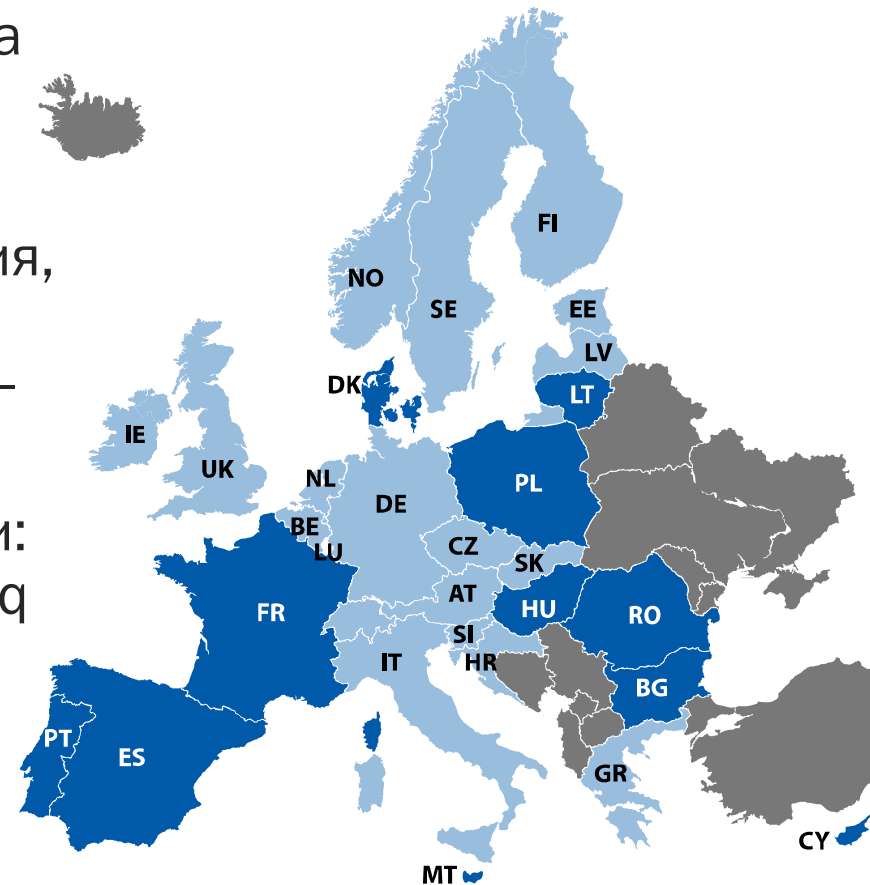 а
ия,
–
и:
q
FI
NO
SE
EE
LV
DK
LT
IE
UK
NL
DE
PL
BE
LU
CZ
SK
FR
AT
HU
RO
SI
IT
HR
BG
PT
ES
GR
CY
MT